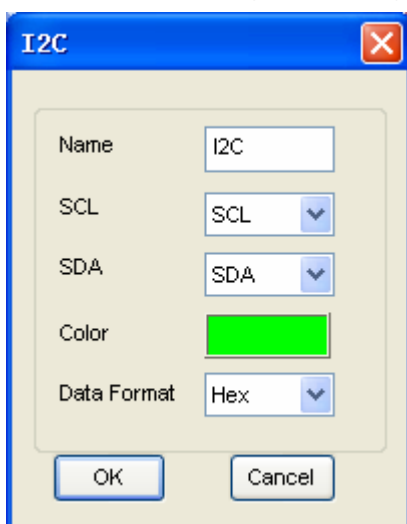 I2C
Name I2C
SCL SCL
SDA SDA
Color
Data Format Hex
OK Cancel